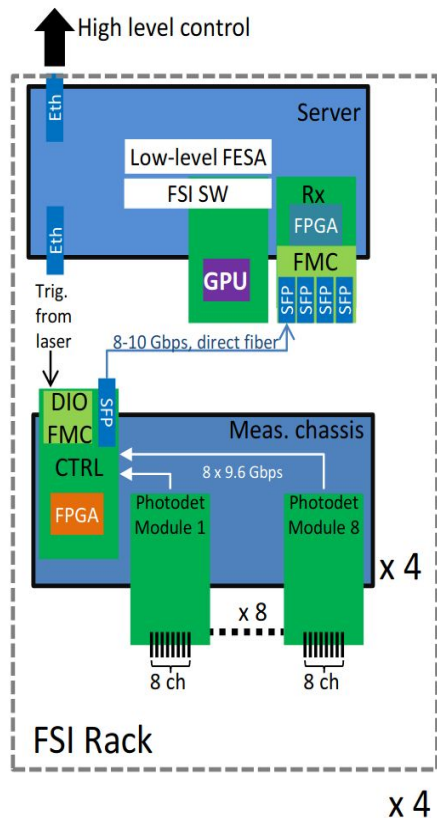 High level control
Eth
Server
Low-level FESA
FSI SW
Rx
FPGA
GPU
FMC
SFP
SFP
SFP
SFP
Eth
Trig.
from
laser
8-10 Gbps, direct fiber
DIO
FMC
SFP
CTRL
FPGA
Meas. chassis
8 x 9.6 Gbps
Photodet
Module 1
Photodet
Module 8
x 4
x 8
8 ch
8 ch
FSI Rack
x 4